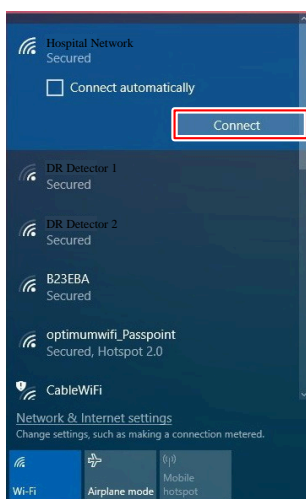 Hospital Network
Secured
Connect automatically
Connect
DR Detector 1
Secured
DR Detector 2
Secured
B23EBA
Secured
optimumwifi_Passpoint
Secured, Hotspot 2.0
CableWiFi
Network & Internet settings
Change settings, such as making a connection metered.
Wi-Fi
Airplane mode
Mobile
hotspot